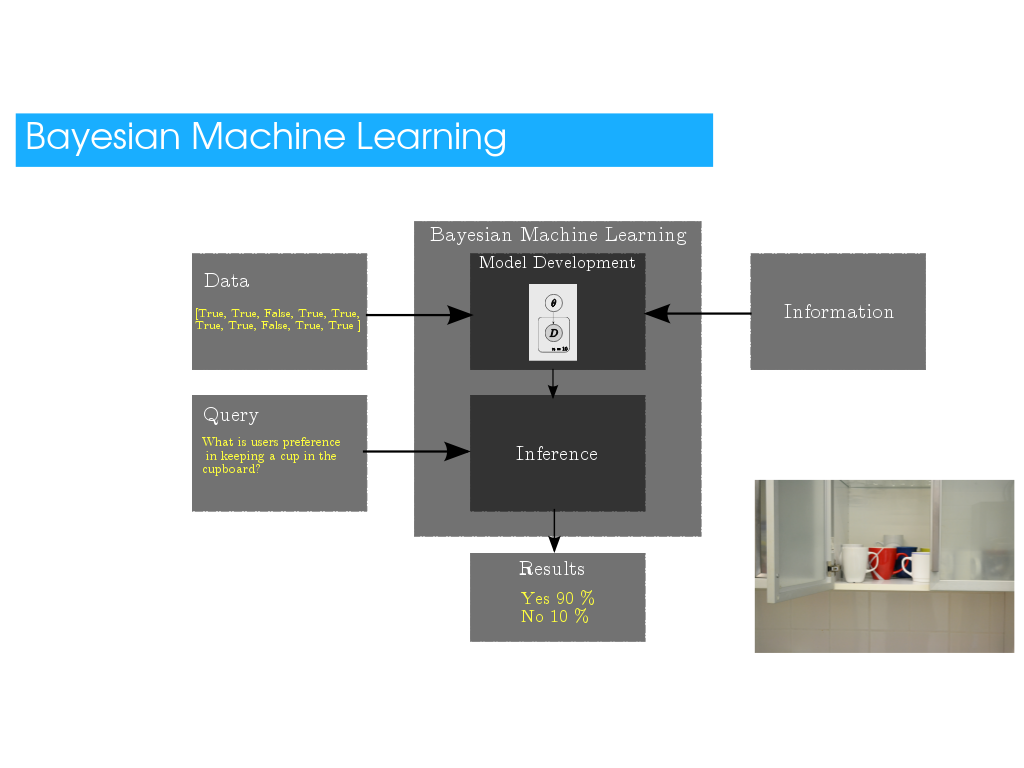 Bayesian Machine Learning
Bayesian Machine Learning
Model Development
θ
D
n = 10
Data
[True, True, False, True, True,
True, True, False, True, True ]
Information
Query
What is users preference
in keeping a cup in the
cupboard?
Inference
Results
Yes 90 %
No 10 %